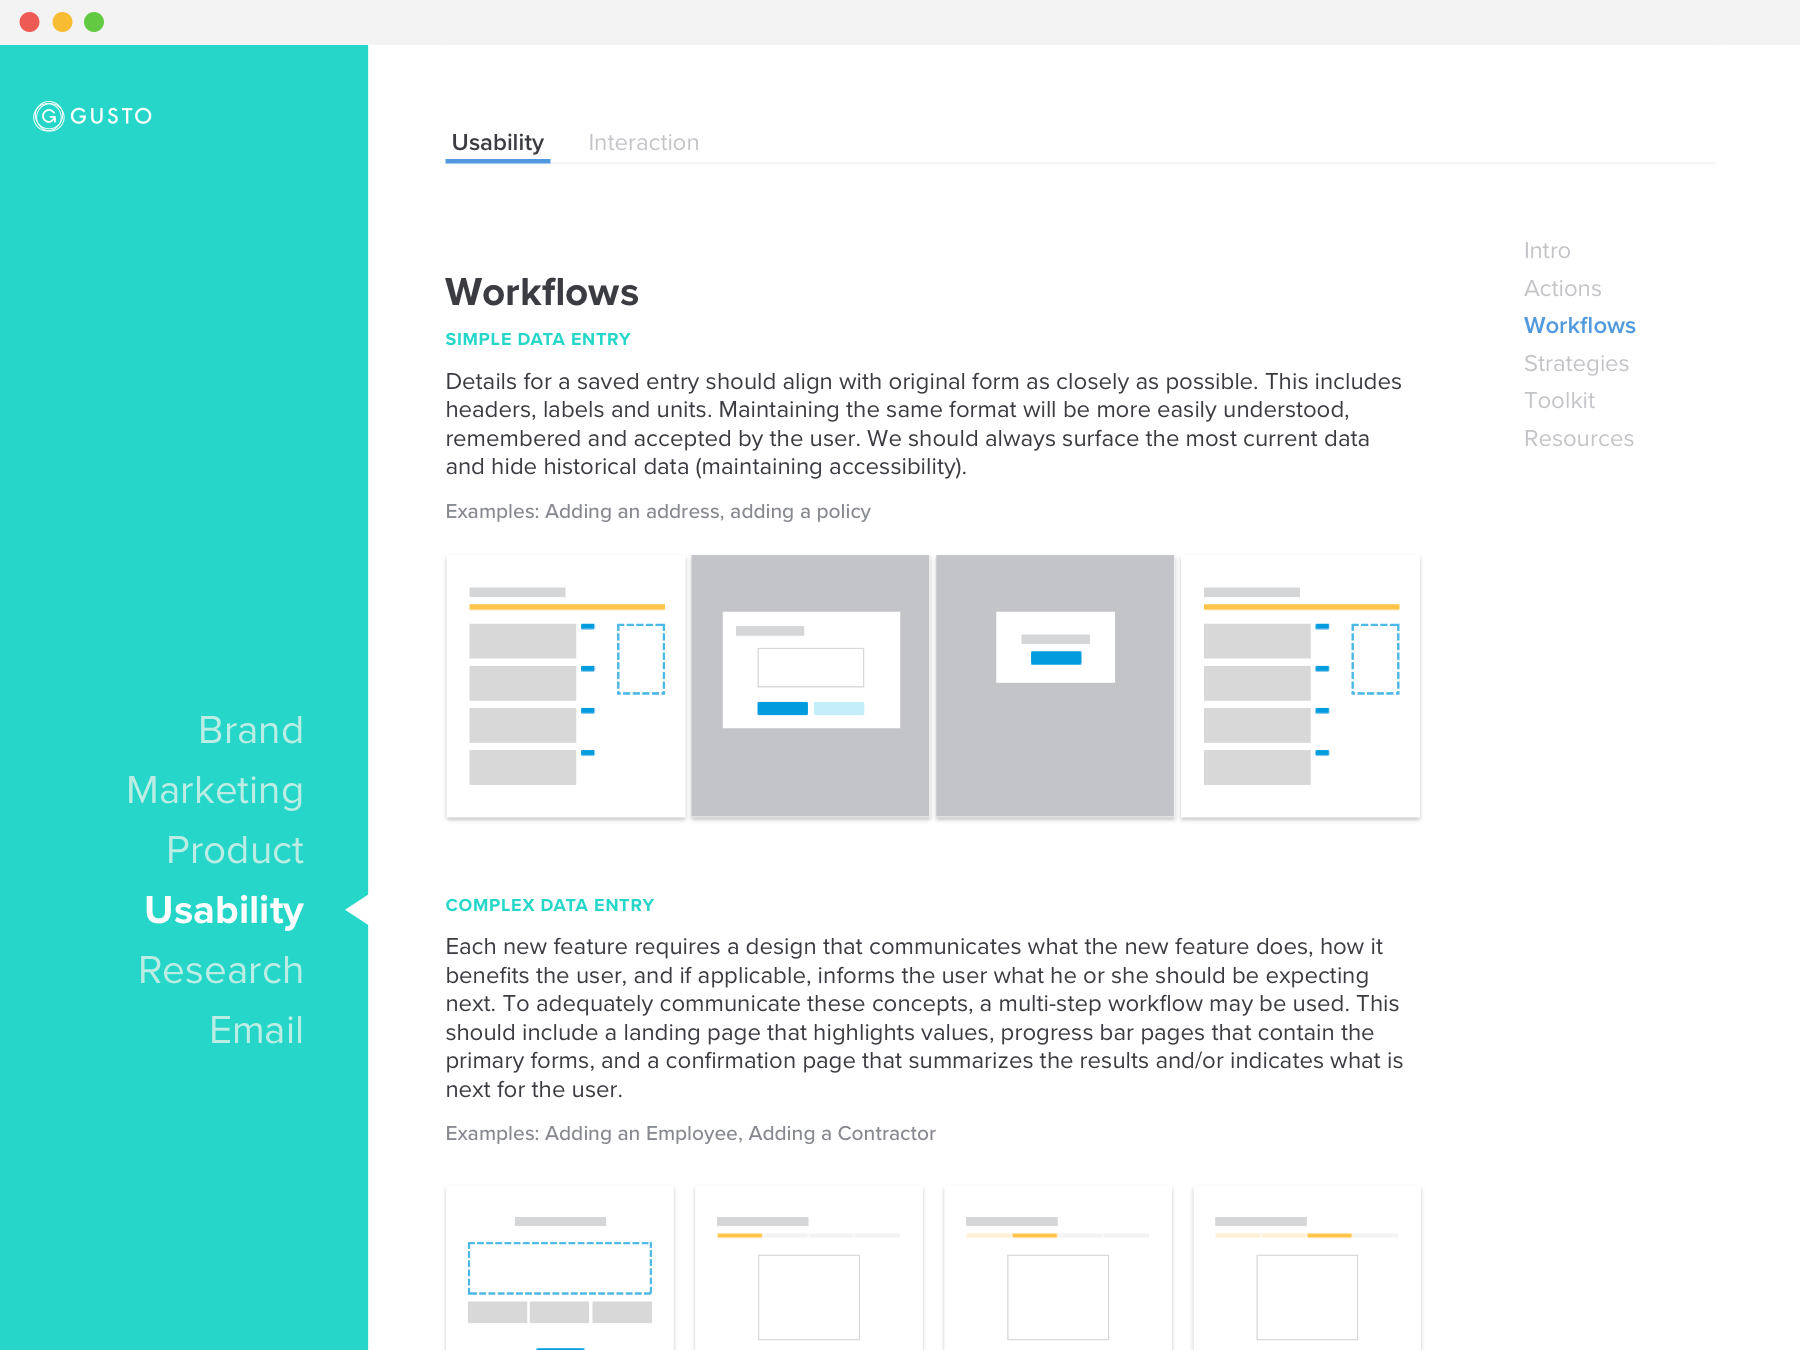 GUSTO
Brand
Marketing
Product
Usability
Research
Email
Usability
Interaction
Workflows
SIMPLE DATA ENTRY
Details for a saved entry should align with original form as closely as possible. This includes
headers, labels and units. Maintaining the same format will be more easily understood,
remembered and accepted by the user. We should always surface the most current data
and hide historical data (maintaining accessibility).
Examples: Adding an address, adding a policy
COMPLEX DATA ENTRY
Each new feature requires a design that communicates what the new feature does, how it
benefits the user, and if applicable, informs the user what he or she should be expecting
next. To adequately communicate these concepts, a multi-step workflow may be used. This
should include a landing page that highlights values, progress bar pages that contain the
primary forms, and a confirmation page that summarizes the results and/or indicates what is
next for the user.
Examples: Adding an Employee, Adding a Contractor
Intro
Actions
Workflows
Strategies
Toolkit
Resources